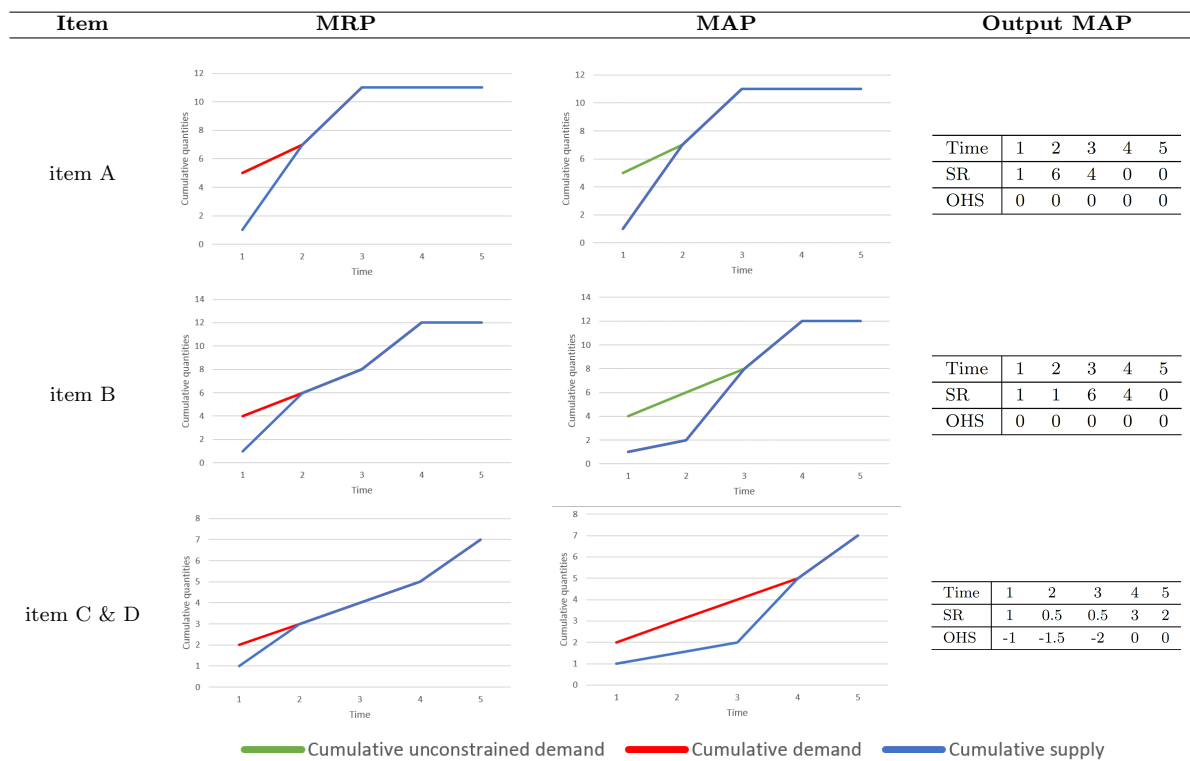 Item MRP MAP Output MAP
item A
Cumulative quantities
12
10
8
6
4
2
0
1 2 3 4 5
Time
Cumulative quantities
12
10
8
6
4
2
0
1 2 3 4 5
Time
Time 1 2 3 4 5
SR 1 6 4 0 0
OHS 0 0 0 0 0
item B
Cumulative quantities
14
12
10
8
6
4
2
0
1 2 3 4 5
Time
Cumulative quantities
14
12
10
8
6
4
2
0
1 2 3 4 5
Time
Time 1 2 3 4 5
SR 1 1 6 4 0
OHS 0 0 0 0 0
item C & D
Cumulative quantities
8
7
6
5
4
3
2
1
0
1 2 3 4 5
Time
Cumulative quantities
8
7
6
5
4
3
2
1
0
1 2 3 4 5
Time
Time 1 2 3 4 5
SR 1 0.5 0.5 3 2
OHS -1 -1.5 -2 0 0
Cumulative unconstrained demand Cumulative demand Cumulative supply